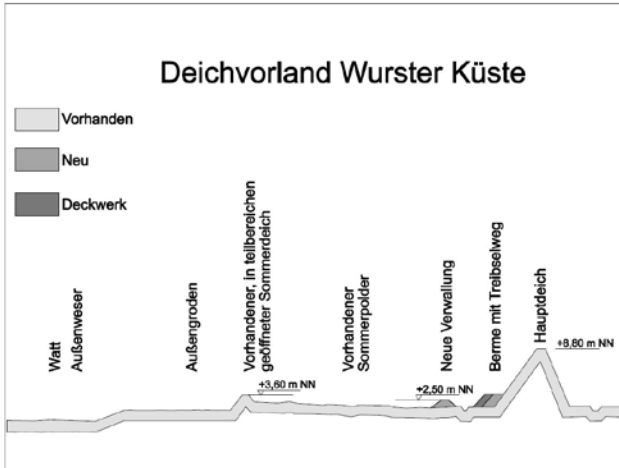 Deichvorland Wurster Küste
Vorhanden
Neu
Deckwerk
Watt
Außenweser
Außengroden
Vorhandener, in teilbereichen
geöffneter Sommerdeich
Vorhandener
Sommerpolder
Neue Verwallung
Berme mit Treibselweg
Hauptdeich
+8,80 m NN
+3,60 m NN
+2,50 m NN